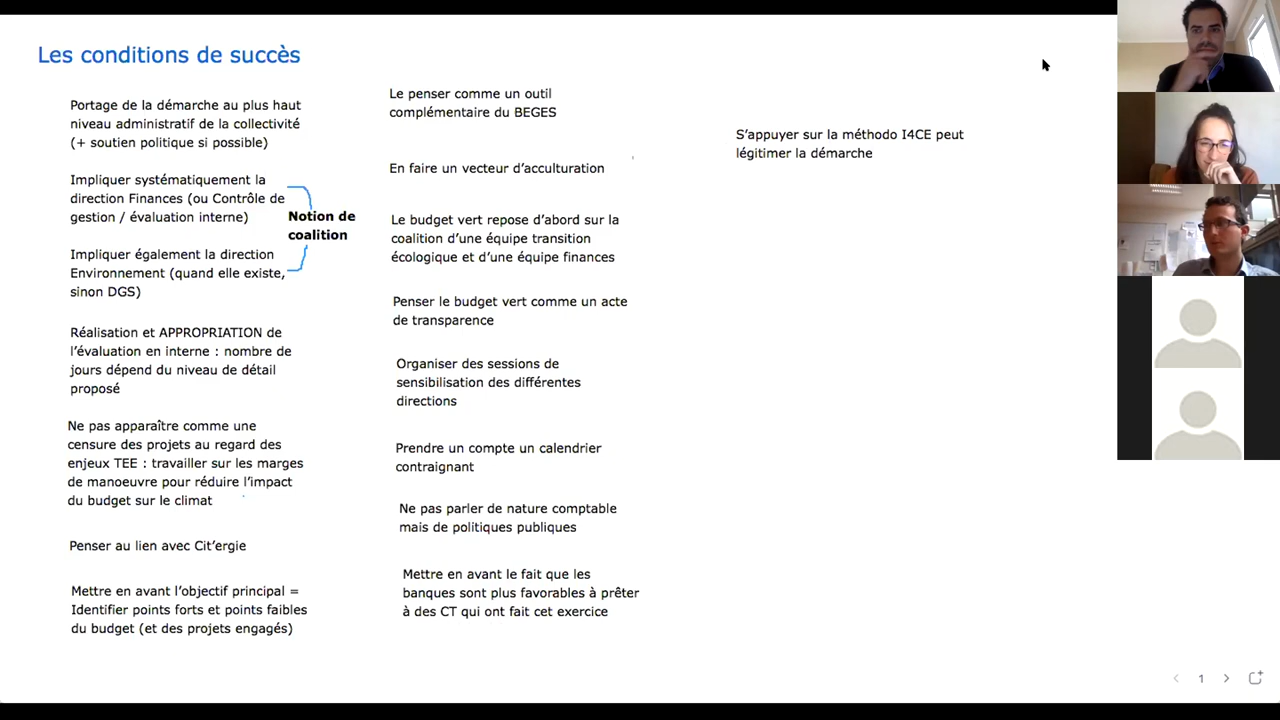 Les conditions de succès
Portage de la démarche au plus haut
niveau administratif de la collectivité
(+ soutien politique si possible)
Impliquer systématiquement la
direction Finances (ou Contrôle de
gestion / évaluation interne)
Notion de
coalition
Impliquer également la direction
Environnement (quand elle existe,
sinon DGS)
Réalisation et APPROPRIATION de
l'évaluation en interne : nombre de
jours dépend du niveau de détail
proposé
Ne pas apparaître comme une
censure des projets au regard des
enjeux TEE : travailler sur les marges
de manoeuvre pour réduire l'impact
du budget sur le climat
Penser au lien avec Cit'ergie
Mettre en avant l'objectif principal =
Identifier points forts et points faibles
du budget (et des projets engagés)
Le penser comme un outil
complémentaire du BEGES
En faire un vecteur d'acculturation
Le budget vert repose d'abord sur la
coalition d'une équipe transition
écologique et d'une équipe finances
Penser le budget vert comme un acte
de transparence
Organiser des sessions de
sensibilisation des différentes
directions
Prendre un compte un calendrier
contraignant
Ne pas parler de nature comptable
mais de politiques publiques
Mettre en avant le fait que les
banques sont plus favorables à prêter
à des CT qui ont fait cet exercice
S'appuyer sur la méthodo I4CE peut
légitimer la démarche
1